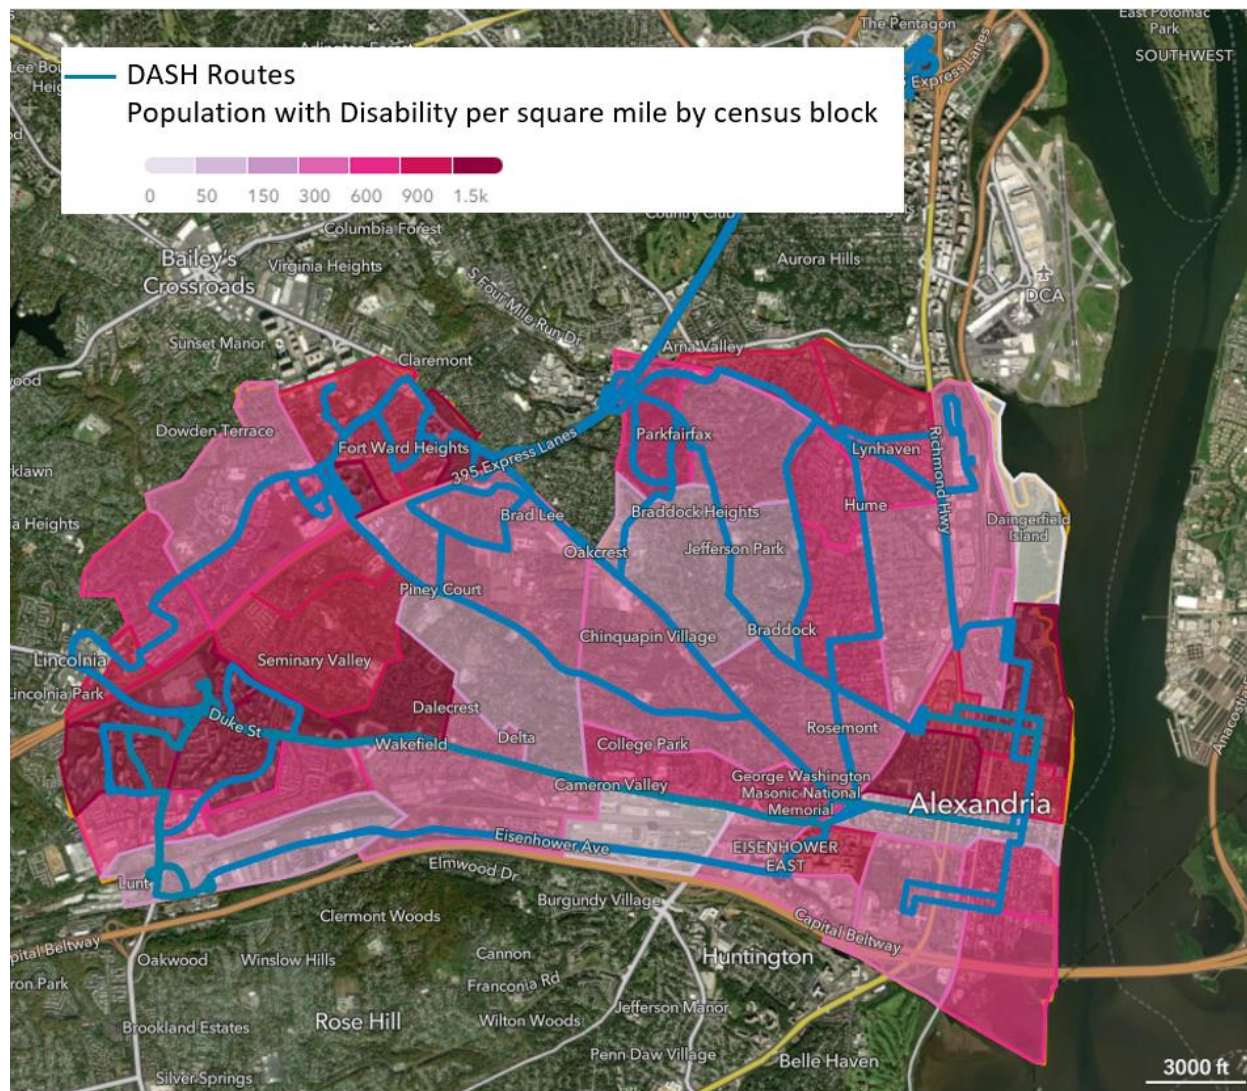 The Pentagon
East Potomac
Park
SOUTHWEST
395 Express Lanes
DASH Routes
Population with Disability per square mile by census block
0 50 150 300 600 900 1.5k
Country Club
Columbia Forest
Bailey's
Crossroads
Virginia Heights
Aurora Hills
DCA
S Four Mile Run Dr
Sunset Manor
Arna Valley
Claremont
Dowden Terrace
Fort Ward Heights
395 Express Lanes
Parkfairfax
Lynhaven
Richmond Hwy
Brad Lee
Braddock Heights
Hume
Daingerfield
Island
Oakcrest
Jefferson Park
Piney Court
Chinquapin Village
Braddock
Lincolnia
Seminary Valley
Lincolnia Park
Dalecrest
Duke St
Wakefield
Delta
College Park
Rosemont
Cameron Valley
George Washington
Masonic National
Memorial
Alexandria
Eisenhower Ave
EISENHOWER
EAST
Lunt
Elmwood Dr
Burgundy Village
Clermont Woods
Capital Beltway
Capital Beltway
Oakwood
Winslow Hills
Cannon
Huntington
Franconia Rd
Jefferson Manor
Rose Hill
Wilton Woods
Brookland Estates
Penn Daw Village
Belle Haven
3000 ft
Silver Springs